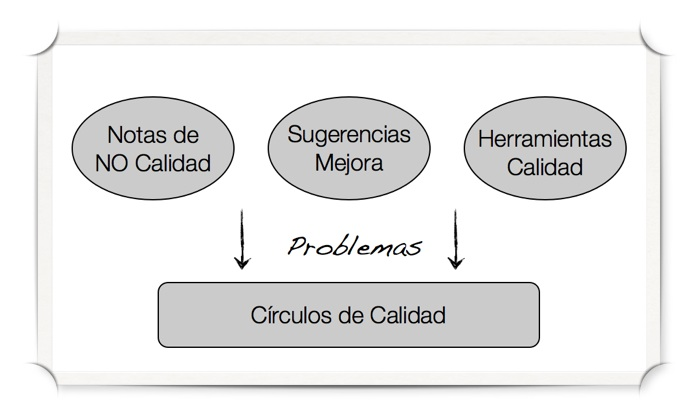 Notas de
NO Calidad
Sugerencias
Mejora
Herramientas
Calidad
Problemas
Círculos de Calidad